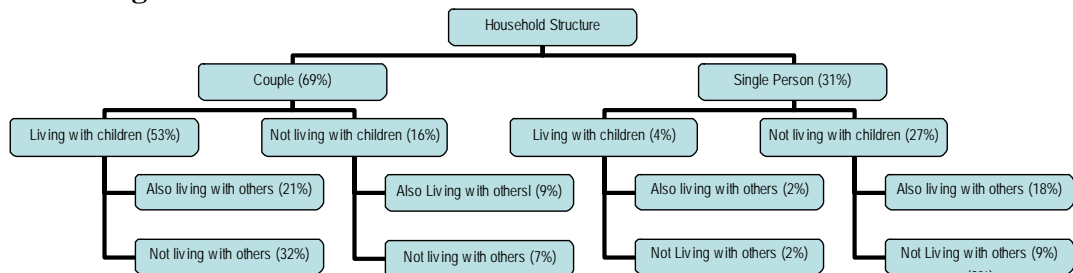 Household Structure
Couple (69%)
Single Person (31%)
Living with children (53%)
Not living with children (16%)
Living with children (4%)
Not living with children (27%)
Also living with others (21%)
Also Living with othersl (9%)
Also living with others (2%)
Also living with others (18%)
Not living with others (32%)
Not living with others (7%)
Not Living with others (2%)
Not Living with others (9%)